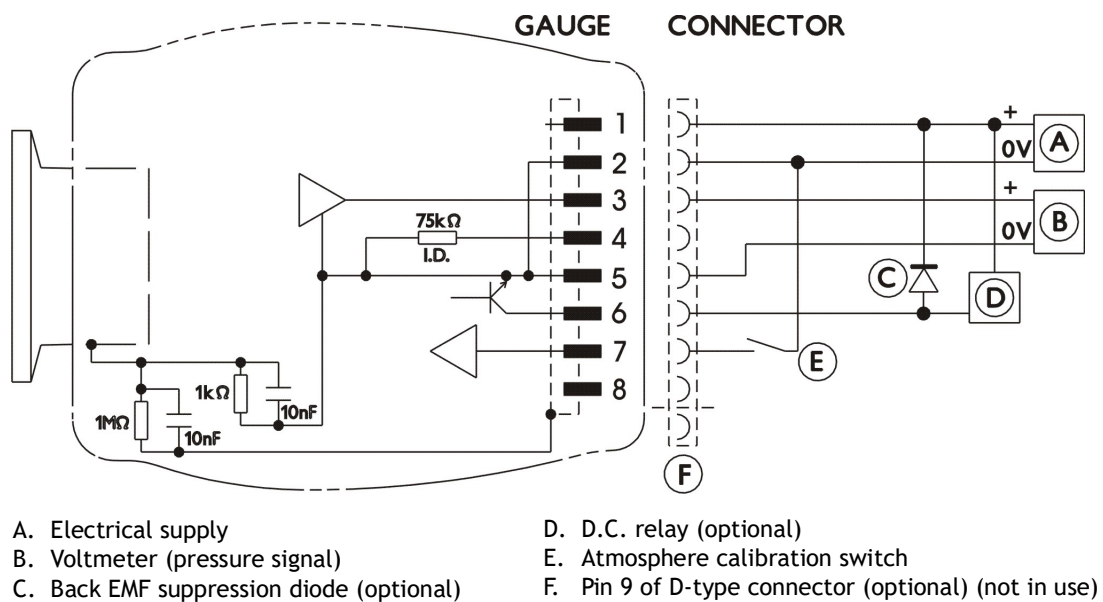 GAUGE CONNECTOR
1
+
A
2
0V
3
+
B
75kΩ
4
0V
I.D.
5
C
D
6
7
E
8
1kΩ
10nF
1MΩ
10nF
F
A. Electrical supply
B. Voltmeter (pressure signal)
C. Back EMF suppression diode (optional)
D. D.C. relay (optional)
E. Atmosphere calibration switch
F. Pin 9 of D-type connector (optional) (not in use)